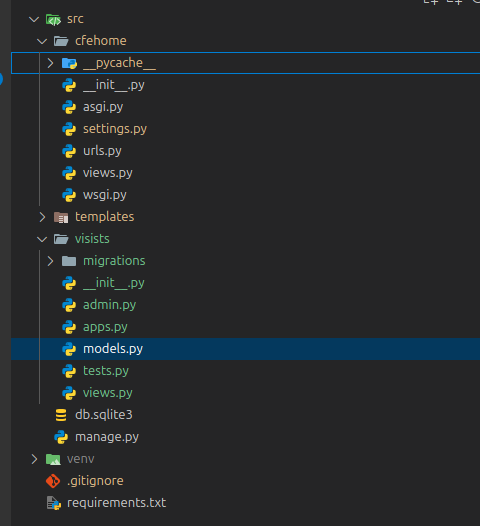 src
cfehome
__pycache__
__init__.py
asgi.py
settings.py
urls.py
views.py
wsgi.py
templates
visists
migrations
__init__.py
admin.py
apps.py
models.py
tests.py
views.py
db.sqlite3
manage.py
venv
.gitignore
requirements.txt